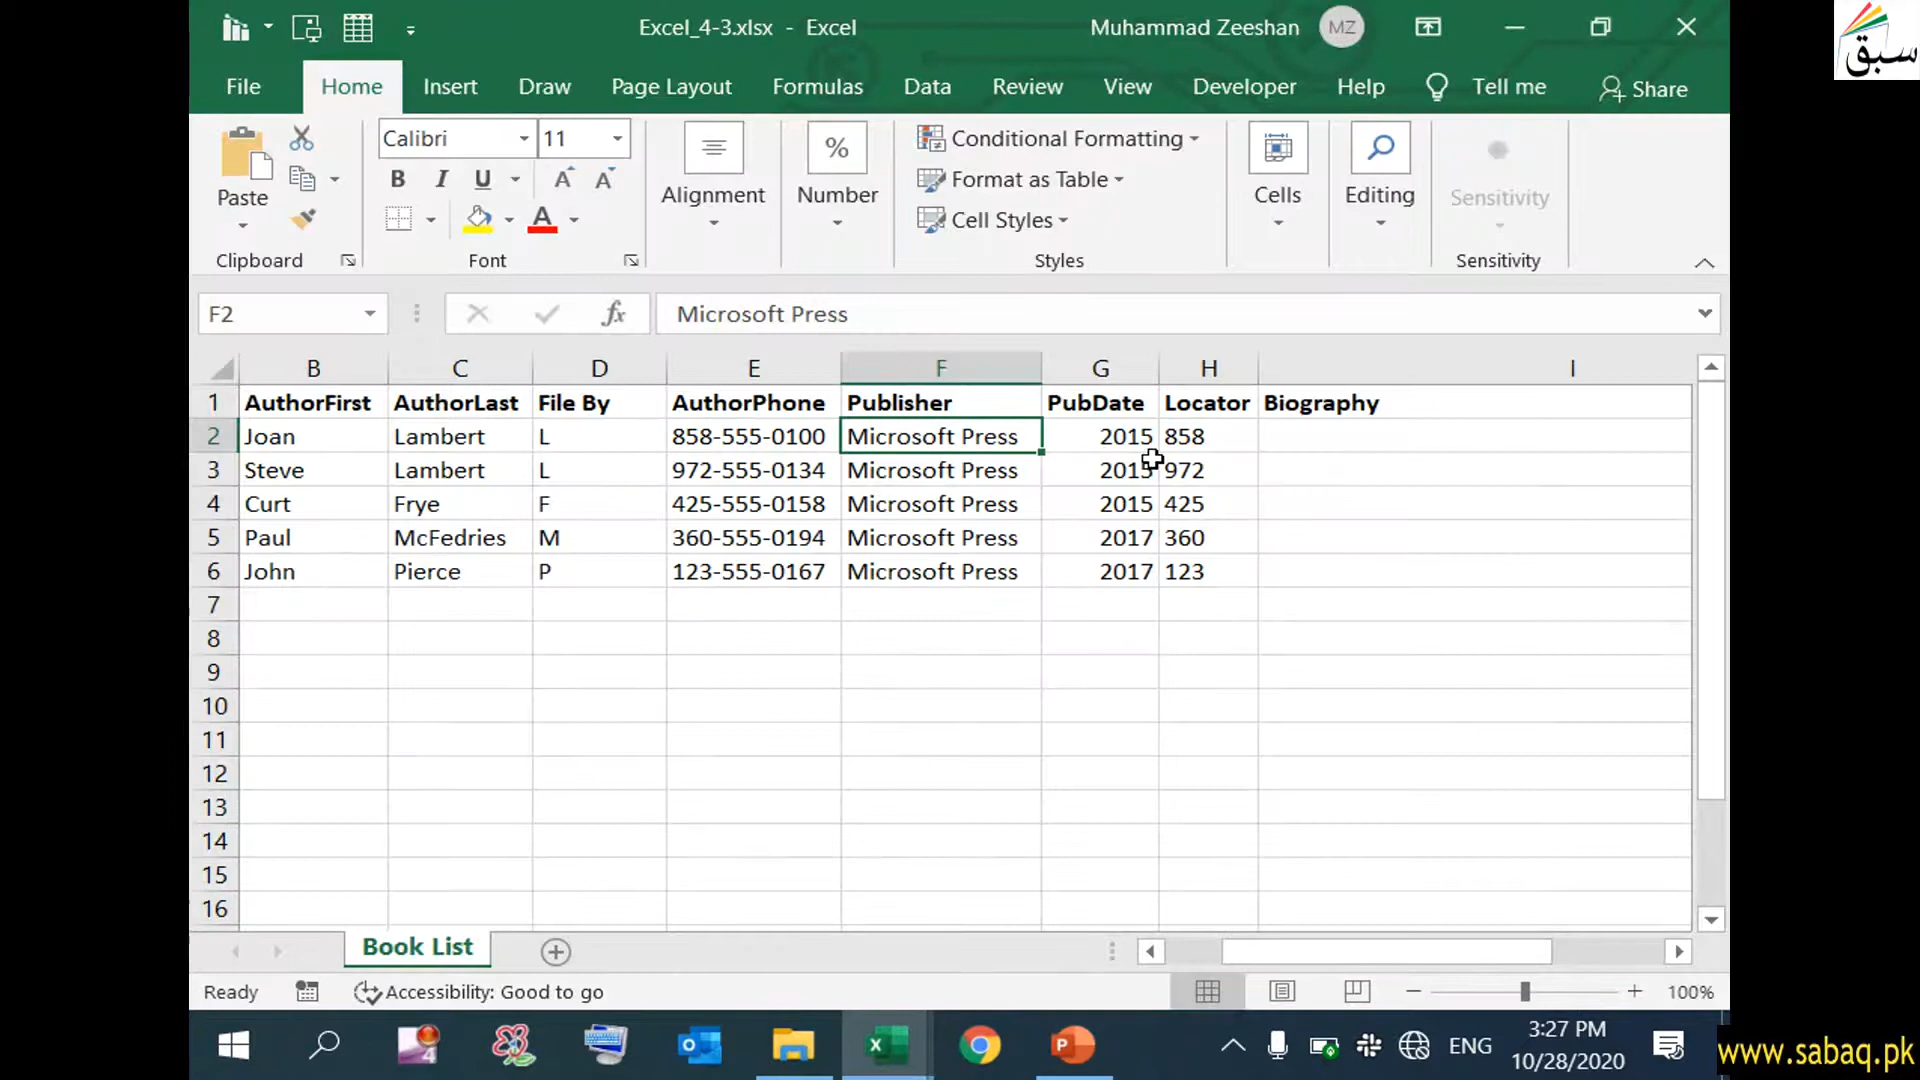 Excel_4-3.xlsx - Excel
Muhammad Zeeshan MZ
سبق
File Home Insert Draw Page Layout Formulas Data Review View Developer Help Tell me Share
Paste
Clipboard
Calibri 11
B I U A A
A
Font
Alignment
%
Number
Conditional Formatting
Format as Table
Cell Styles
Styles
Cells
Editing
Sensitivity
Sensitivity
F2 fx Microsoft Press
B C D E F G H I
1 AuthorFirst AuthorLast File By AuthorPhone Publisher PubDate Locator Biography
2 Joan Lambert L 858-555-0100 Microsoft Press 2015 858
3 Steve Lambert L 972-555-0134 Microsoft Press 2015 972
4 Curt Frye F 425-555-0158 Microsoft Press 2015 425
5 Paul McFedries M 360-555-0194 Microsoft Press 2017 360
6 John Pierce P 123-555-0167 Microsoft Press 2017 123
7
8
9
10
11
12
13
14
15
16
Book List
Ready Accessibility: Good to go 100%
4 ENG 3:27 PM
10/28/2020
www.sabaq.pk